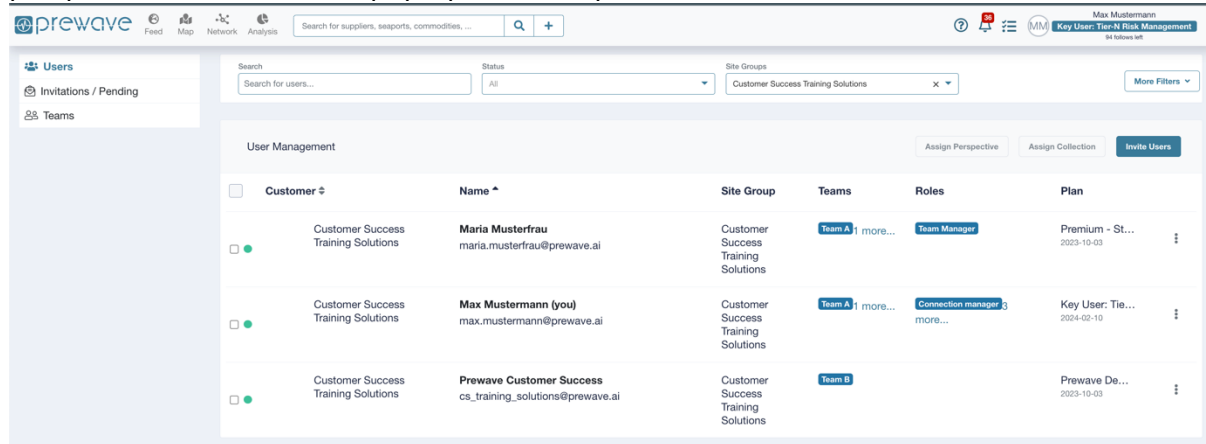 prewave
Feed
Map
Network
Analysis
Search for suppliers, seaports, commodities, ...
+
?
36
MM
Max Mustermann
Key User: Tier-N Risk Management
94 follows left
Users
Invitations / Pending
Teams
Search
Search for users...
Status
All
Site Groups
Customer Success Training Solutions
x
More Filters
User Management
Assign Perspective
Assign Collection
Invite Users
Customer
Name
Site Group
Teams
Roles
Plan
Customer Success
Training Solutions
Maria Musterfrau
maria.musterfrau@prewave.ai
Customer
Success
Training
Solutions
Team A 1 more...
Team Manager
Premium - St...
2023-10-03
Customer Success
Training Solutions
Max Mustermann (you)
max.mustermann@prewave.ai
Customer
Success
Training
Solutions
Team A 1 more...
Connection manager 3
more...
Key User: Tie...
2024-02-10
Customer Success
Training Solutions
Prewave Customer Success
cs_training_solutions@prewave.ai
Customer
Success
Training
Solutions
Team B
Prewave De...
2023-10-03